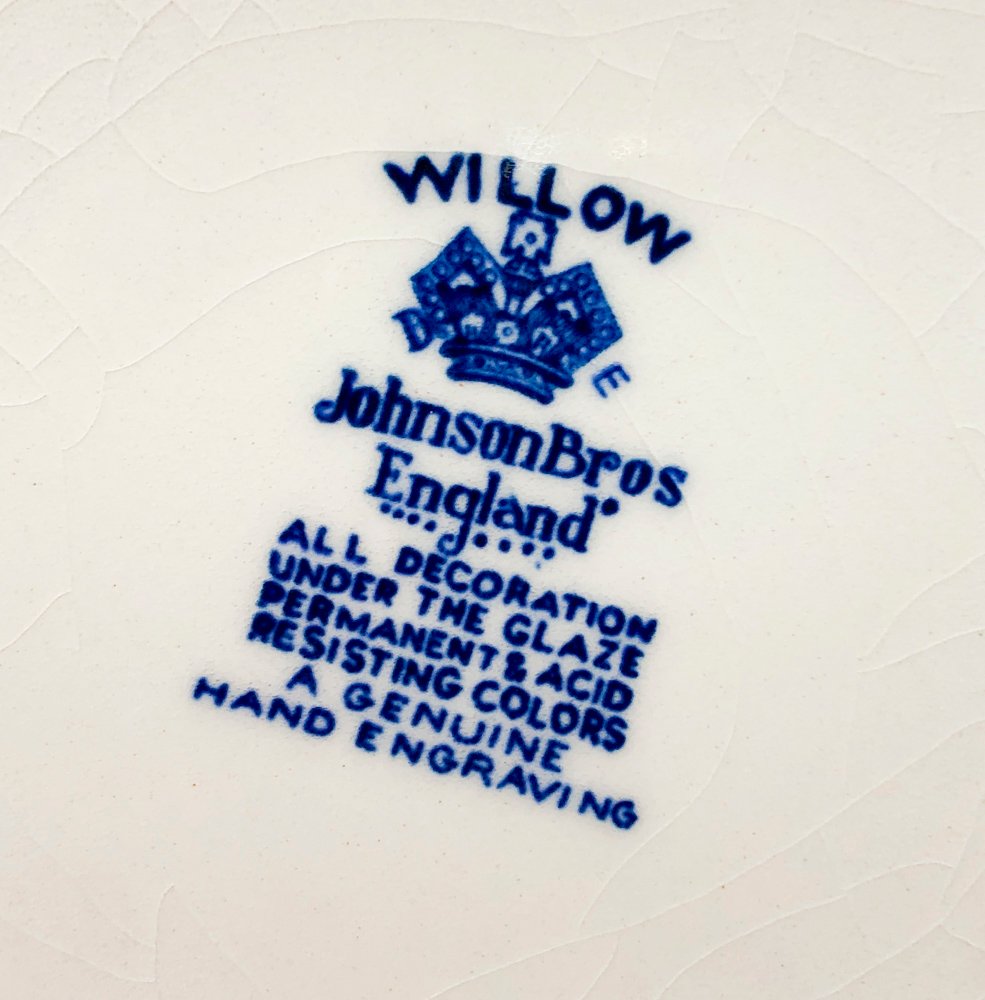 WILLOW
D E
Johnson Bros
England
ALL DECORATION
UNDER THE GLAZE
PERMANENT & ACID
RESISTING COLORS
A GENUINE
HAND ENGRAVING